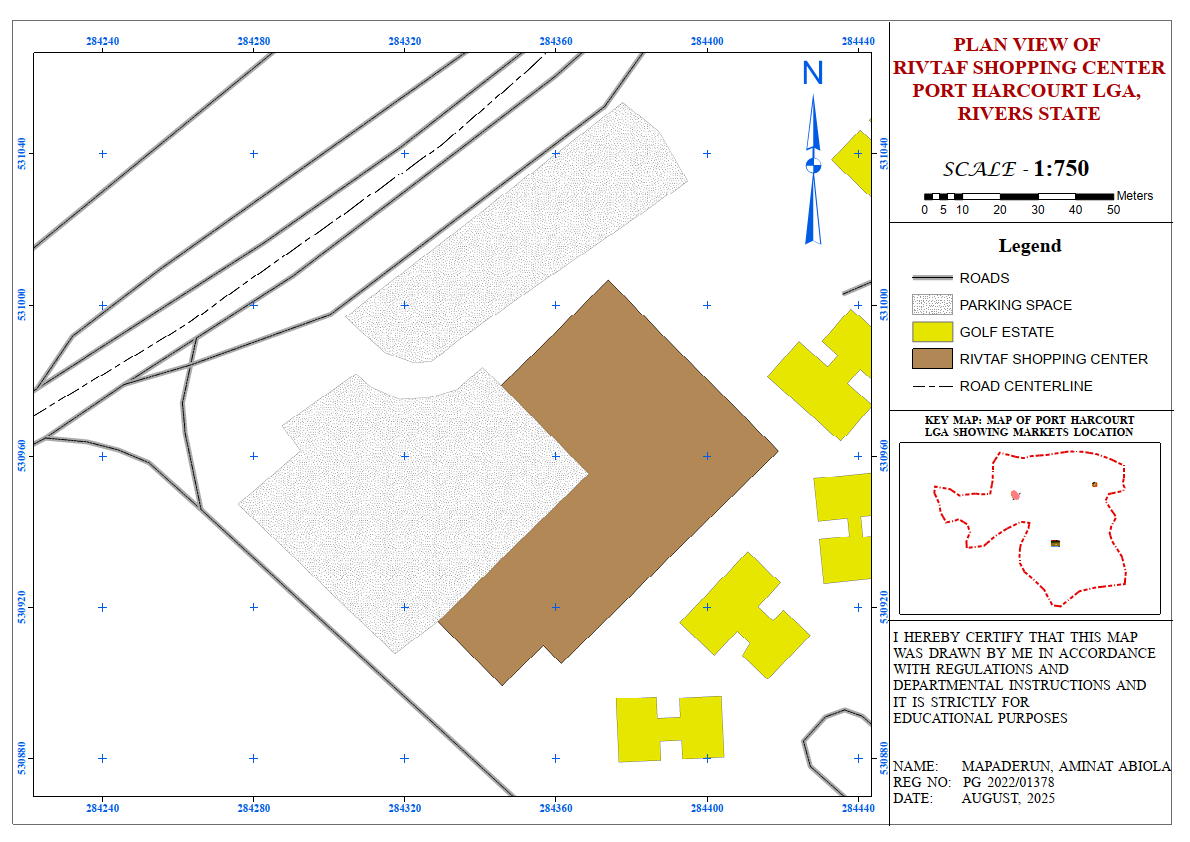 284240 284280 284320 284360 284400 284440
531040 531040
531000 531000
530960 530960
530920 530920
530880 530880
284240 284280 284320 284360 284400 284440
N
PLAN VIEW OF
RIVTAF SHOPPING CENTER
PORT HARCOURT LGA,
RIVERS STATE
SCALE - 1:750
Meters
0 5 10 20 30 40 50
Legend
ROADS
PARKING SPACE
GOLF ESTATE
RIVTAF SHOPPING CENTER
ROAD CENTERLINE
KEY MAP: MAP OF PORT HARCOURT
LGA SHOWING MARKETS LOCATION
I HEREBY CERTIFY THAT THIS MAP
WAS DRAWN BY ME IN ACCORDANCE
WITH REGULATIONS AND
DEPARTMENTAL INSTRUCTIONS AND
IT IS STRICTLY FOR
EDUCATIONAL PURPOSES
NAME: MAPADERUN, AMINAT ABIOLA
REG NO: PG 2022/01378
DATE: AUGUST, 2025